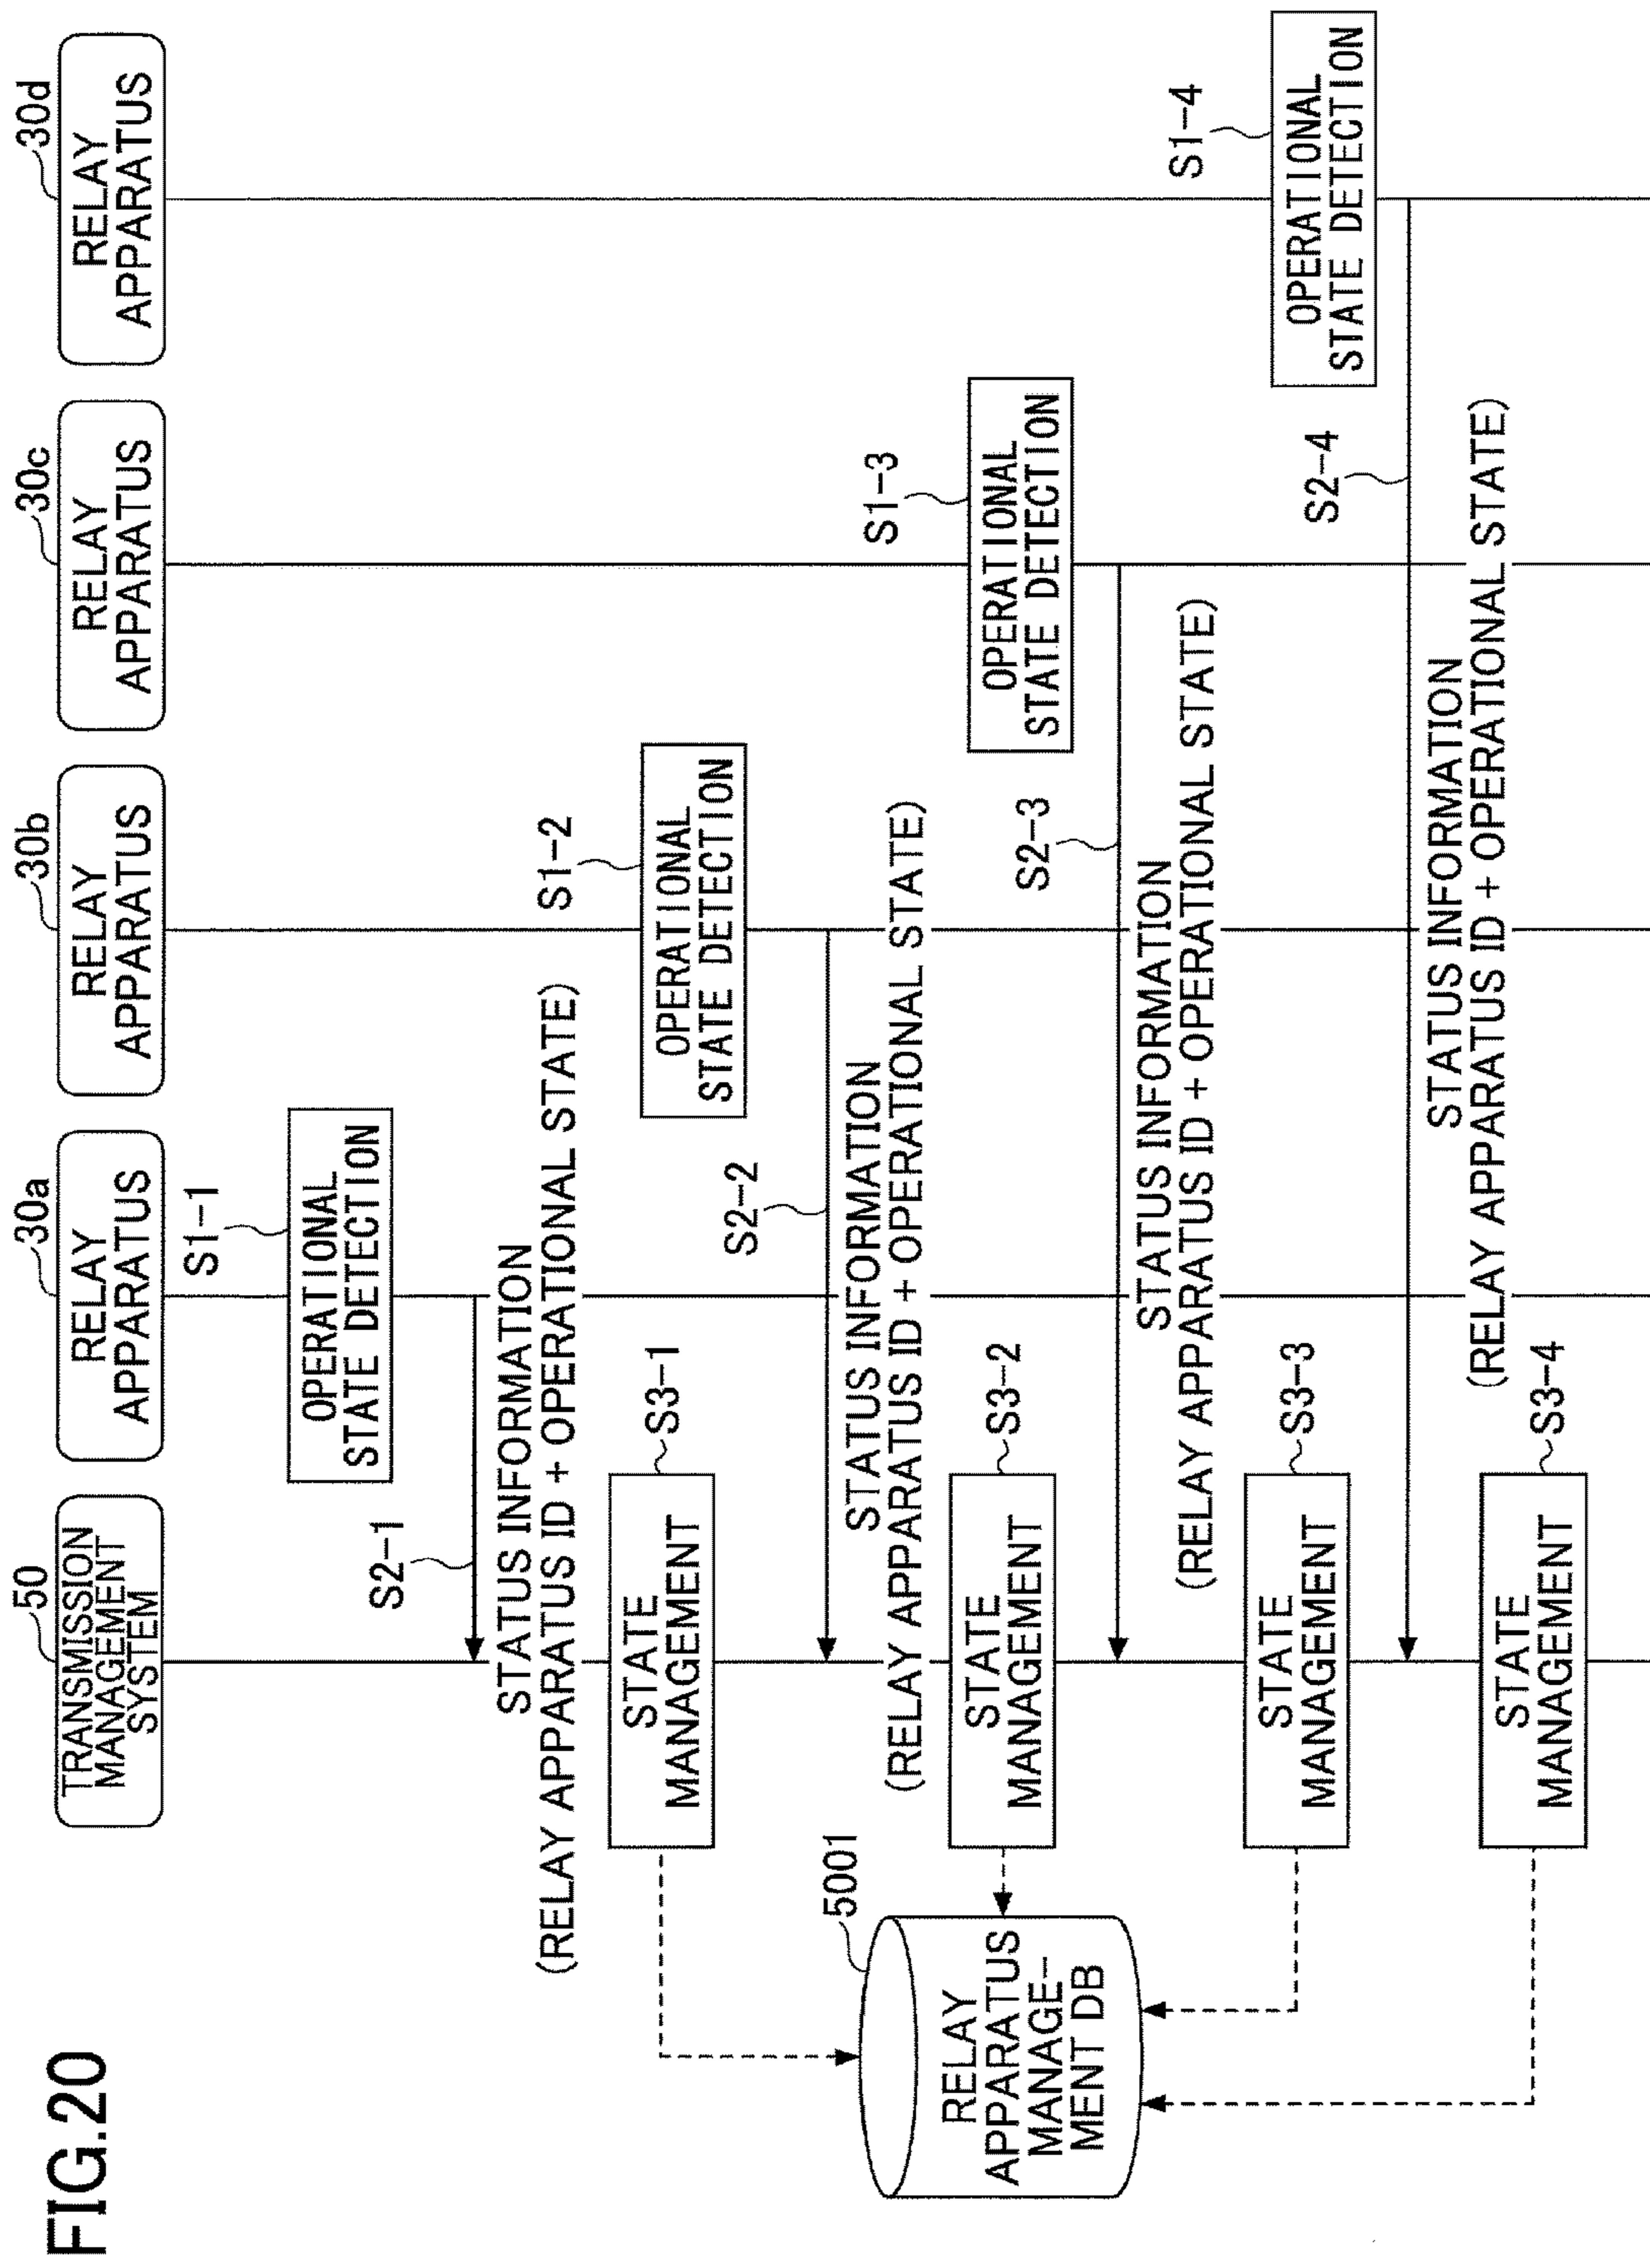 FIG.20
50
TRANSMISSION
MANAGEMENT
SYSTEM
30a
RELAY
APPARATUS
30b
RELAY
APPARATUS
30c
RELAY
APPARATUS
30d
RELAY
APPARATUS
S1-1
OPERATIONAL
STATE DETECTION
S2-1
STATUS INFORMATION
(RELAY APPARATUS ID + OPERATIONAL STATE)
S1-2
OPERATIONAL
STATE DETECTION
S3-1
STATE
MANAGEMENT
S2-2
STATUS INFORMATION
(RELAY APPARATUS ID + OPERATIONAL STATE)
5001
RELAY
APPARATUS
MANAGE-
MENT DB
S1-3
OPERATIONAL
STATE DETECTION
S3-2
STATE
MANAGEMENT
S2-3
STATUS INFORMATION
(RELAY APPARATUS ID + OPERATIONAL STATE)
S1-4
OPERATIONAL
STATE DETECTION
S3-3
STATE
MANAGEMENT
S2-4
STATUS INFORMATION
(RELAY APPARATUS ID + OPERATIONAL STATE)
S3-4
STATE
MANAGEMENT